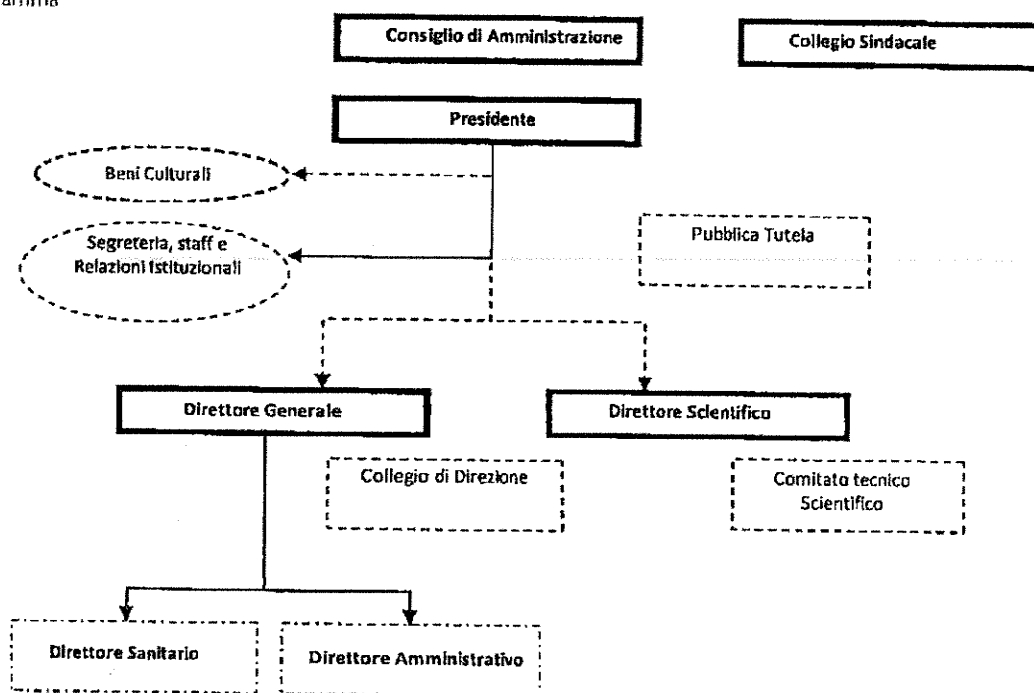 Consiglio di Amministrazione
Collegio Sindacale
Presidente
Beni Culturali
Segreteria, staff e
Relazioni Istituzionali
Pubblica Tutela
Direttore Generale
Direttore Scientifico
Collegio di Direzione
Comitato tecnico
Scientifico
Direttore Sanitario
Direttore Amministrativo